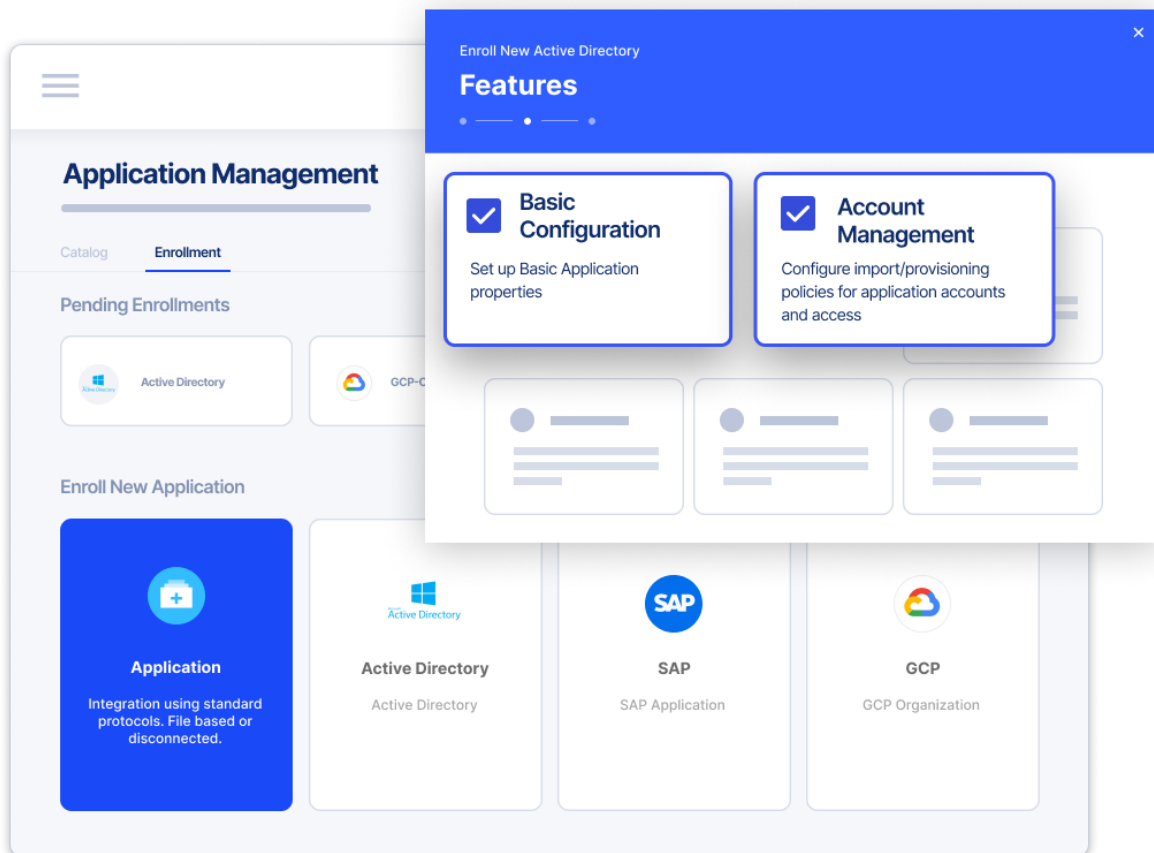 Enroll New Active Directory
Features
Application Management
Catalog
Enrollment
Pending Enrollments
Active Directory
GCP-
Basic
Configuration
Set up Basic Application
properties
Account
Management
Configure import/provisioning
policies for application accounts
and access
Enroll New Application
Application
Integration using standard
protocols. File based or
disconnected.
Active Directory
Active Directory
Active Directory
SAP
SAP
SAP Application
GCP
GCP Organization